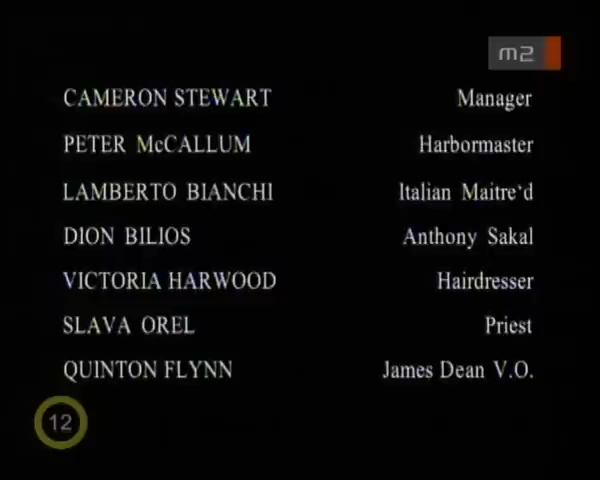 m2
CAMERON STEWART Manager
PETER McCALLUM Harbormaster
LAMBERTO BIANCHI Italian Maitre'd
DION BILIOS Anthony Sakal
VICTORIA HARWOOD Hairdresser
SLAVA OREL Priest
QUINTON FLYNN James Dean V.O.
12